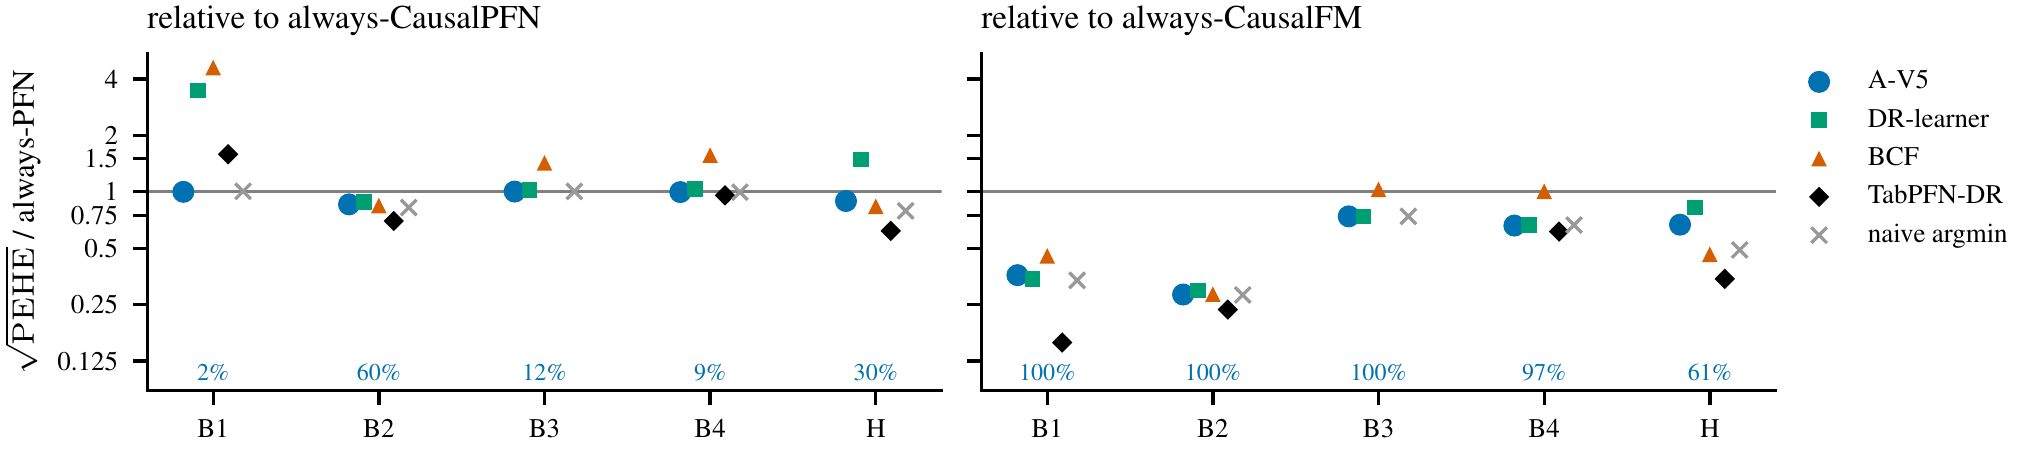 relative to always-CausalPFN
relative to always-CausalFM
√PEHE / always-PFN
4
2
1.5
1
0.75
0.5
0.25
0.125
2% 60% 12% 9% 30%
B1 B2 B3 B4 H
100% 100% 100% 97% 61%
B1 B2 B3 B4 H
A-V5
DR-learner
BCF
TabPFN-DR
naive argmin